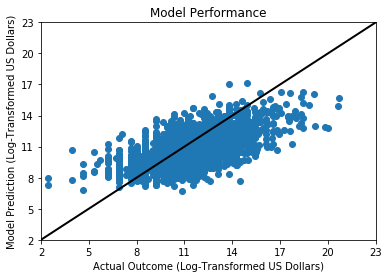 Model Performance
Model Prediction (Log-Transformed US Dollars)
23
20
17
14
11
8
5
2
2 5 8 11 14 17 20 23
Actual Outcome (Log-Transformed US Dollars)